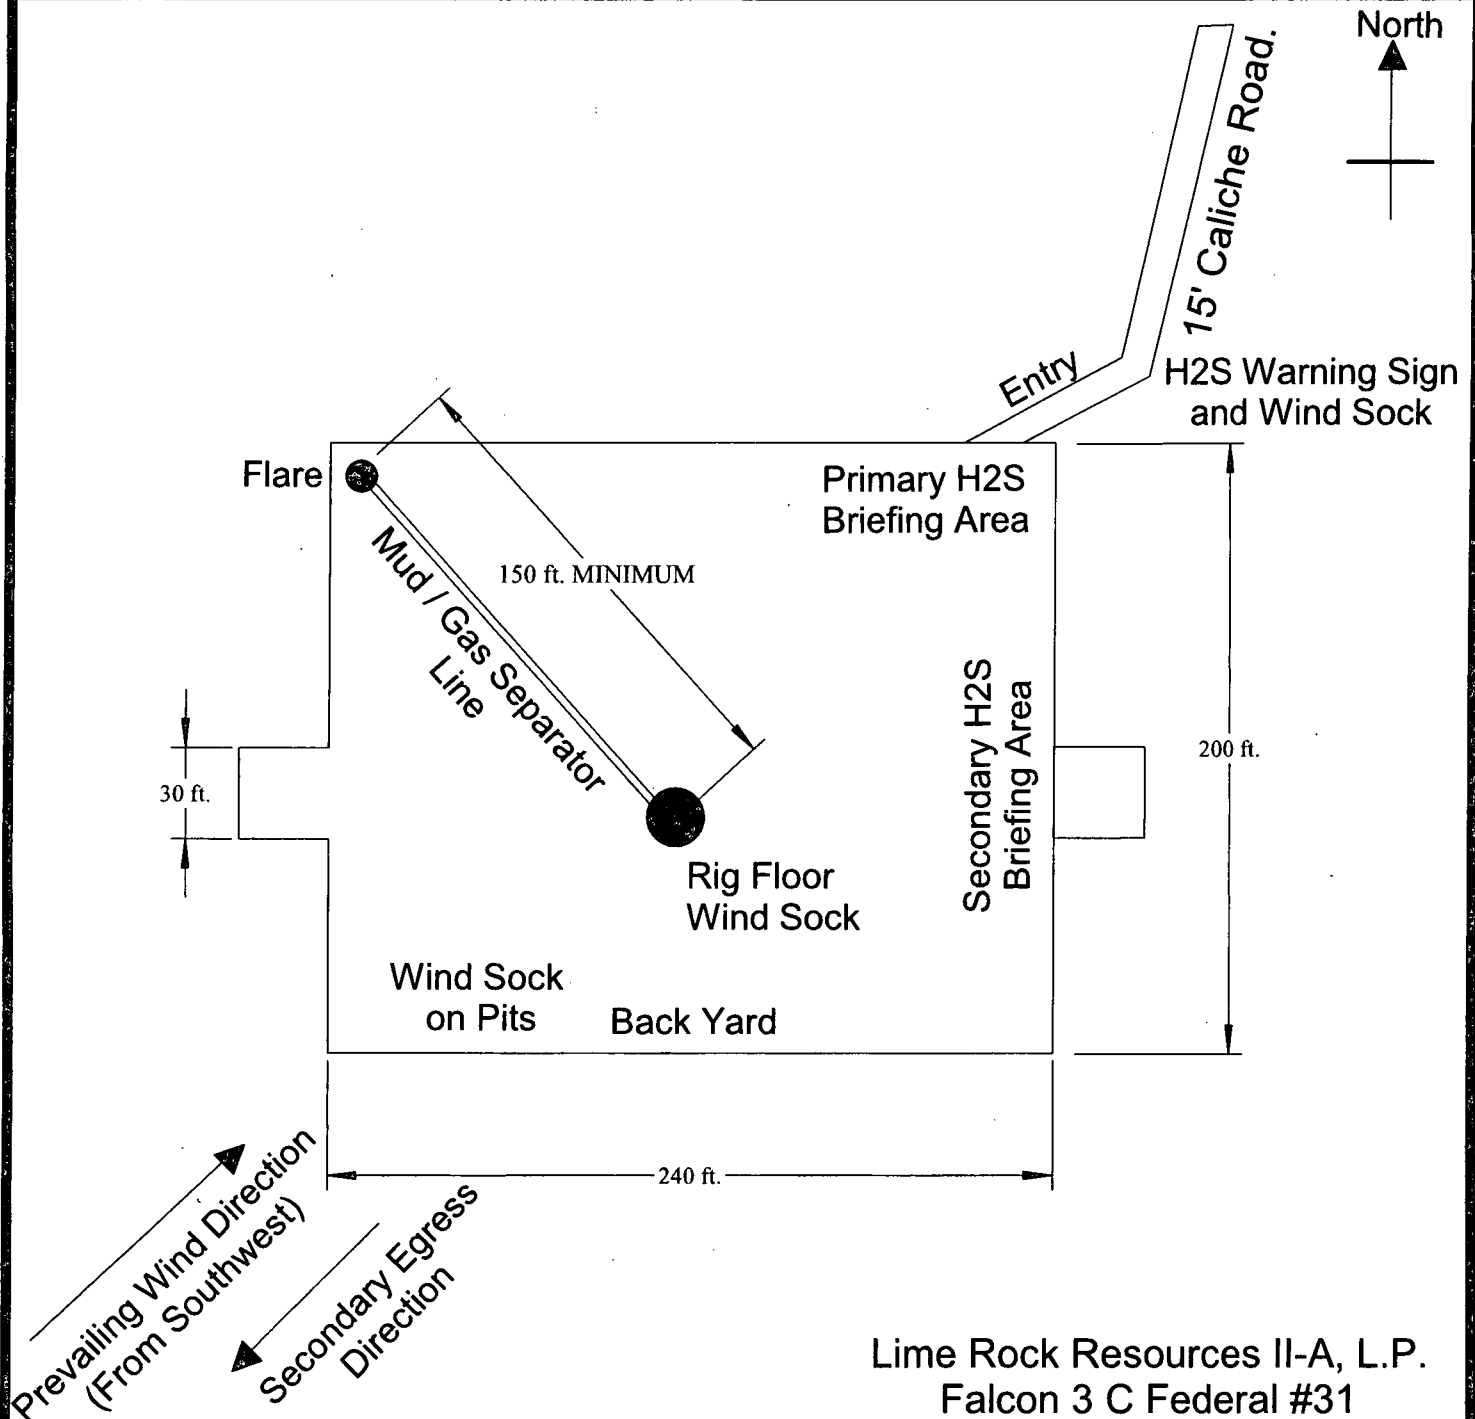 North
15' Caliche Road.
Entry
H2S Warning Sign
and Wind Sock
Flare
Primary H2S
Briefing Area
150 ft. MINIMUM
Mud / Gas Separator
Line
Secondary H2S
Briefing Area
200 ft.
30 ft.
Rig Floor
Wind Sock
Wind Sock
on Pits
Back Yard
240 ft.
Prevailing Wind Direction
(From Southwest)
Secondary Egress
Direction
Lime Rock Resources II-A, L.P.
Falcon 3 C Federal #31